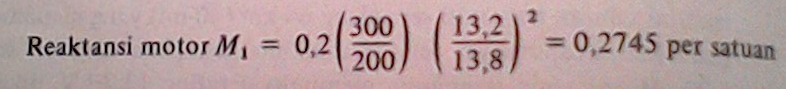 Reaktansi motor M₁ = 0,2 (300/200) (13,2/13,8)² = 0,2745 per satuan